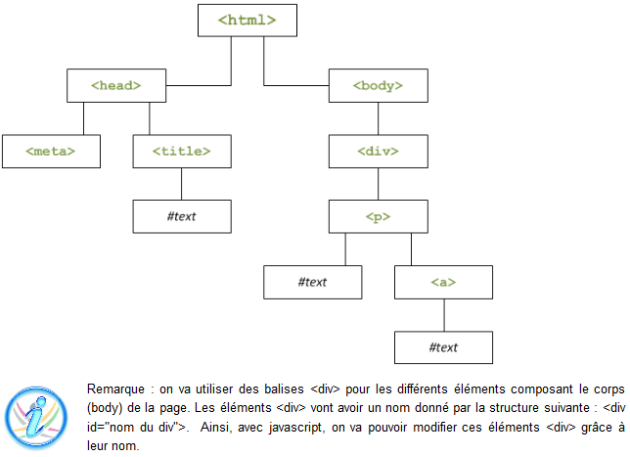 <html>
<head>
<body>
<meta>
<title>
<div>
#text
<p>
#text
<a>
#text
Remarque : on va utiliser des balises <div> pour les différents éléments composant le corps
(body) de la page. Les éléments <div> vont avoir un nom donné par la structure suivante : <div
id="nom du div">. Ainsi, avec javascript, on va pouvoir modifier ces éléments <div> grâce à
leur nom.